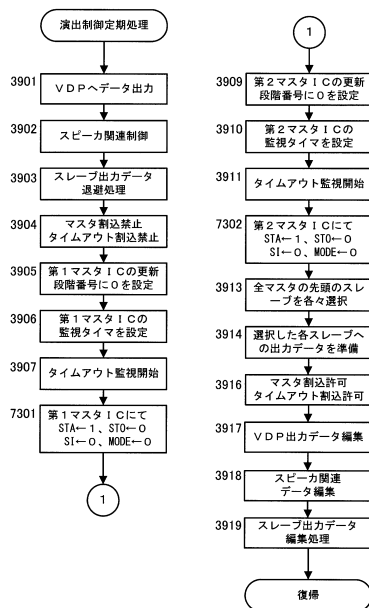 演出制御定期処理
3901
VDPへデータ出力
3902
スピーカ関連制御
3903
スレーブ出力データ
退避処理
3904
マスタ割込禁止
タイムアウト割込禁止
3905
第1マスタICの更新
段階番号に0を設定
3906
第1マスタICの
監視タイマを設定
3907
タイムアウト監視開始
7301
第1マスタICにて
STA←1、STO←0
SI←0、MODE←0
1
1
3909
第2マスタICの更新
段階番号に0を設定
3910
第2マスタICの
監視タイマを設定
3911
タイムアウト監視開始
7302
第2マスタICにて
STA←1、STO←0
SI←0、MODE←0
3913
全マスタの先頭のスレ
ーブを各々選択
3914
選択した各スレーブへ
の出力データを準備
3916
マスタ割込許可
タイムアウト割込許可
3917
VDP出力データ編集
3918
スピーカ関連
データ編集
3919
スレーブ出力データ
編集処理
復帰